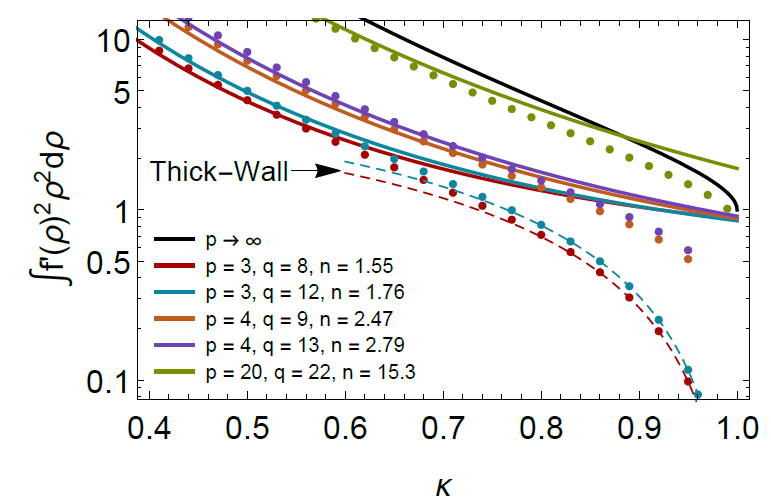 10
5
1
0.5
0.1
∫f'(ρ)² ρ²dρ
Thick-Wall
p → ∞
p = 3, q = 8, n = 1.55
p = 3, q = 12, n = 1.76
p = 4, q = 9, n = 2.47
p = 4, q = 13, n = 2.79
p = 20, q = 22, n = 15.3
0.4 0.5 0.6 0.7 0.8 0.9 1.0
κ